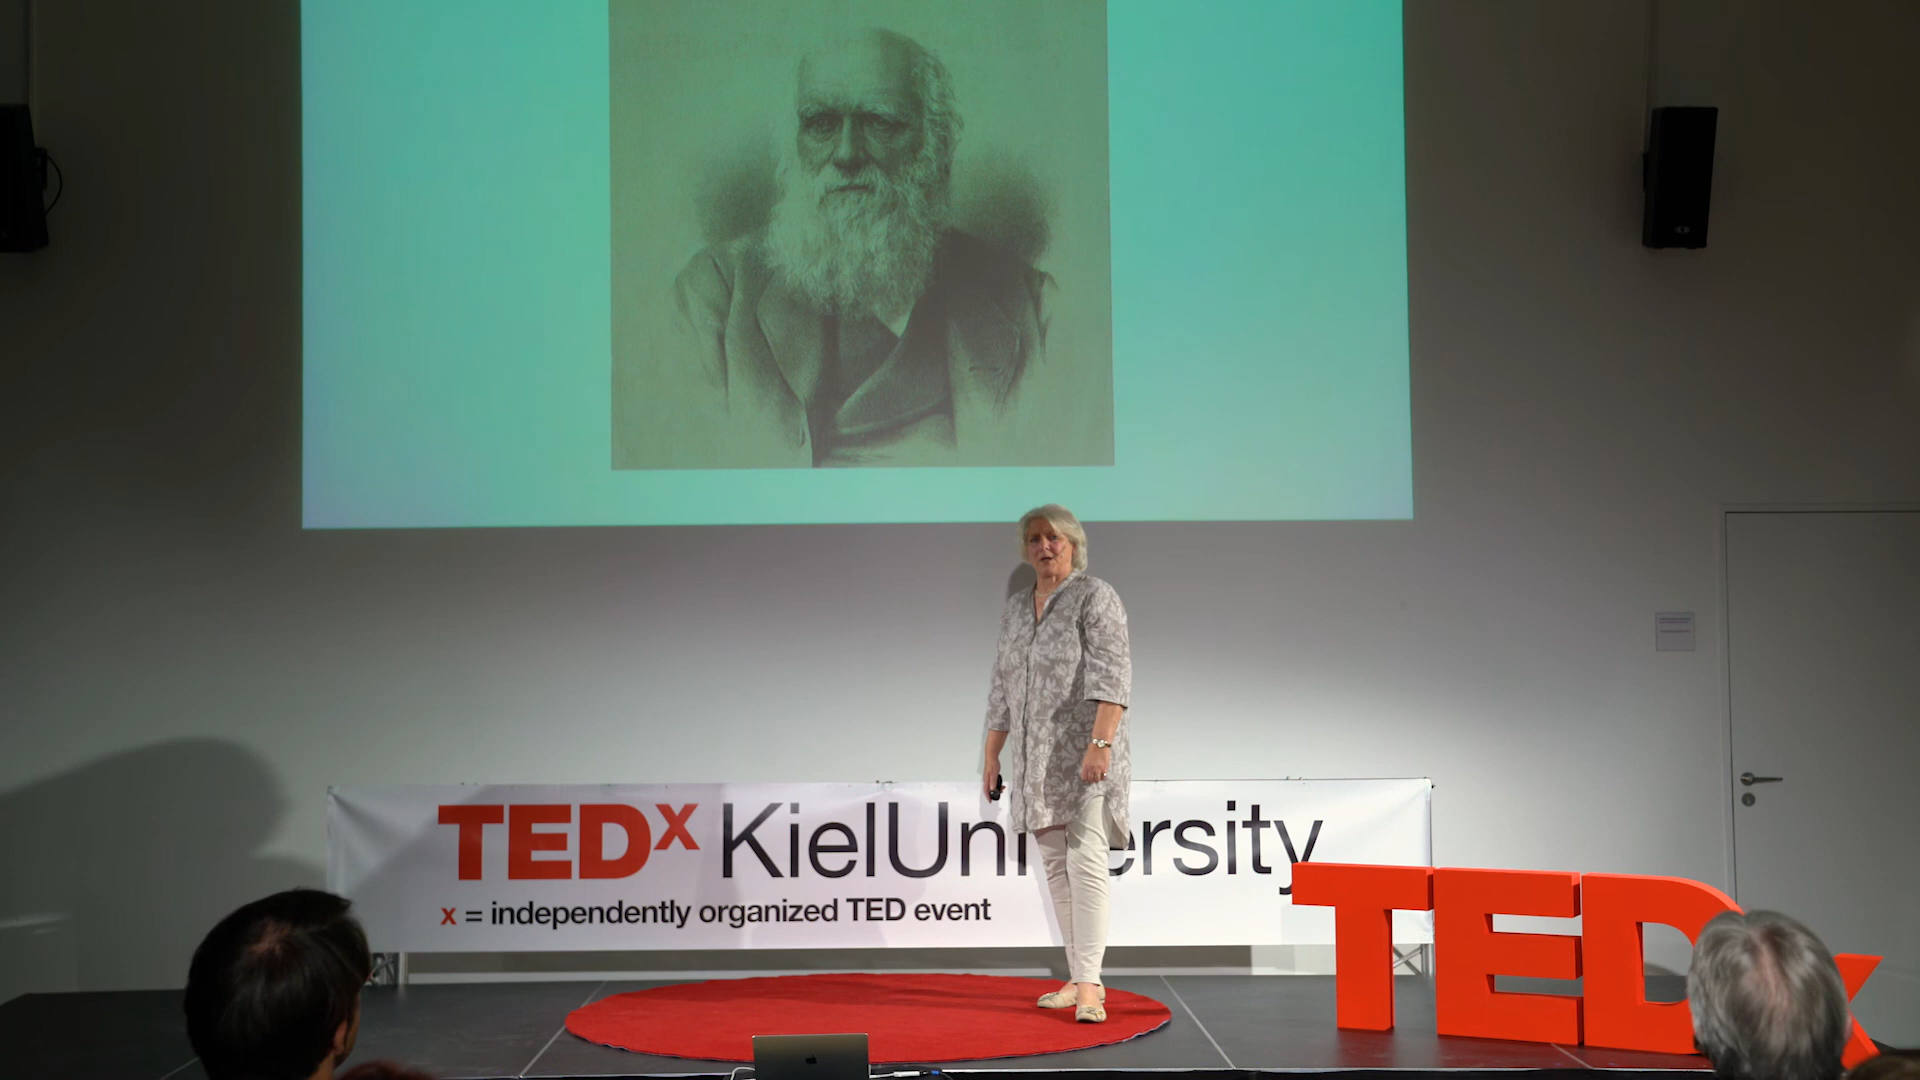 TEDx KielUniversity
x = independently organized TED event
TEDx